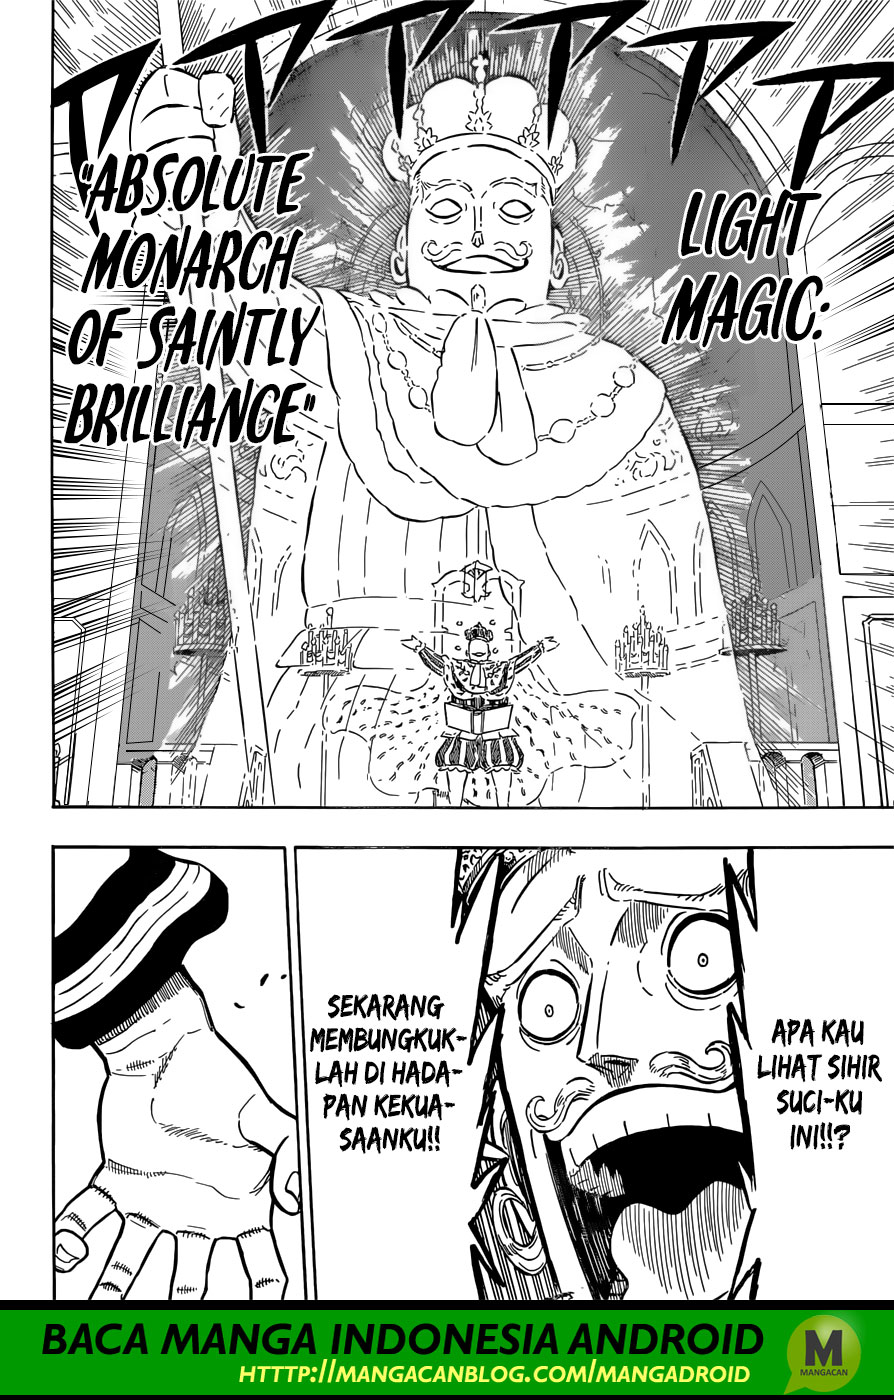 LIGHT
MAGIC:
"ABSOLUTE
MONARCH
OF SAINTLY
BRILLIANCE"
APA KAU
LIHAT SIHIR
SUCI-KU
INI!!?
SEKARANG
MEMBUNGKUK-
LAH DI HADA-
PAN KEKUA-
SAANKU!!
BACA MANGA INDONESIA ANDROID
HTTTP://MANGACANBLOG.COM/MANGADROID
M
MANGACAN